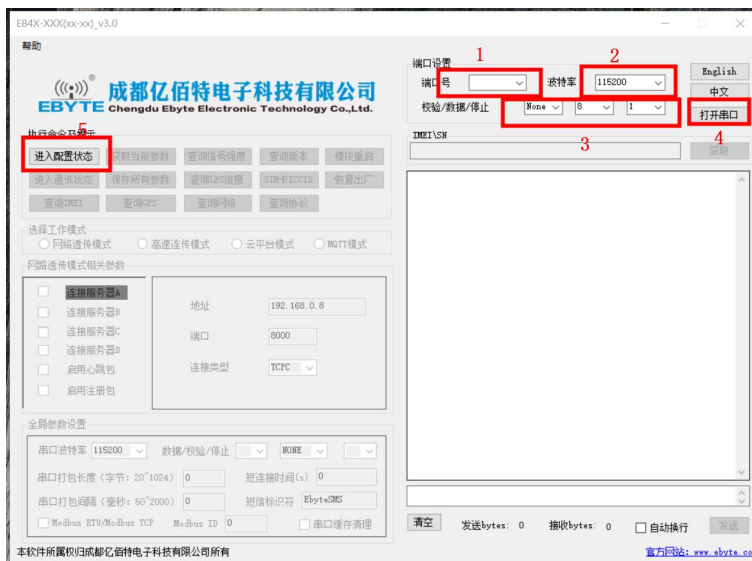 E84X-XXX(xx-xx)_v3.0
帮助
EBYTE
®
成都亿佰特电子科技有限公司
Chengdu Ebyte Electronic Technology Co.,Ltd.
1
2
端口设置
端口号
波特率 115200
校验/数据/停止 None 8 1
3
English
中文
打开串口
4
IMEI\SN
获取
执行命令及提示
5
进入配置状态 获取当前参数 查询信号强度 查询版本 模块重启
进入通讯状态 保存所有参数 查询LBS信息 SIM卡ICCID 恢复出厂
查询IMEI 查询GPS 查询网络 查询协议
选择工作模式
网络透传模式 高速连传模式 云平台模式 MQTT模式
网路透传模式相关参数
连接服务器A
连接服务器B
连接服务器C
连接服务器D
启用心跳包
启用注册包
地址 192.168.0.8
端口 8000
连接类型 TCPC
全局参数设置
串口波特率 115200 数据/校验/停止 NONE
串口打包长度(字节: 20~1024) 0 短连接时间(s) 0
串口打包间隔(毫秒: 50~2000) 0 短信标识符 EbyteSMS
Modbus RTU/Modbus TCP Modbus ID 0 串口缓存清理
清空 发送bytes: 0 接收bytes: 0 自动换行 发送
本软件所属权归成都亿佰特电子科技有限公司所有
官方网站: www.ebyte.co